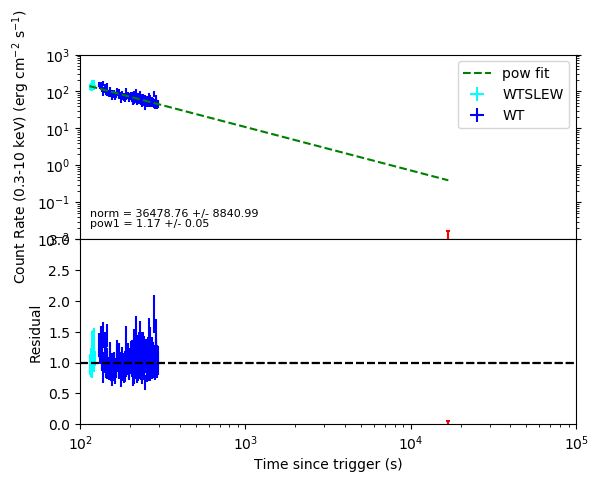 Count Rate (0.3-10 keV) (erg cm⁻² s⁻¹)
10³
10²
10¹
10⁰
10⁻¹
10⁻²
pow fit
WTSLEW
WT
norm = 36478.76 +/- 8840.99
pow1 = 1.17 +/- 0.05
Residual
3.0
2.5
2.0
1.5
1.0
0.5
0.0
10² 10³ 10⁴ 10⁵
Time since trigger (s)